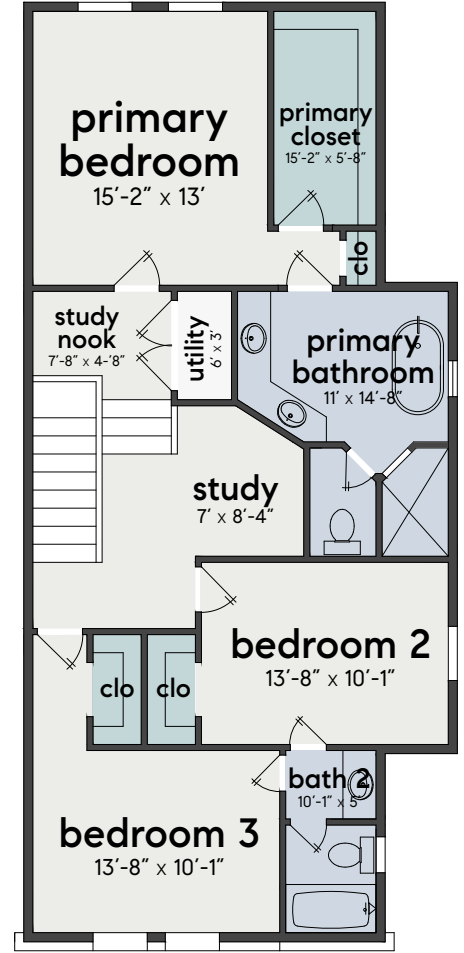 primary
bedroom
15'-2" x 13'
primary
closet
15'-2" x 5'-8"
clo
study
nook
7'-8" x 4-'8"
utility
6' x 3'
primary
bathroom
11' x 14'-8"
study
7' x 8'-4"
bedroom 2
13'-8" x 10'-1"
clo
clo
bath 2
10'-1" x 5'
bedroom 3
13'-8" x 10'-1"